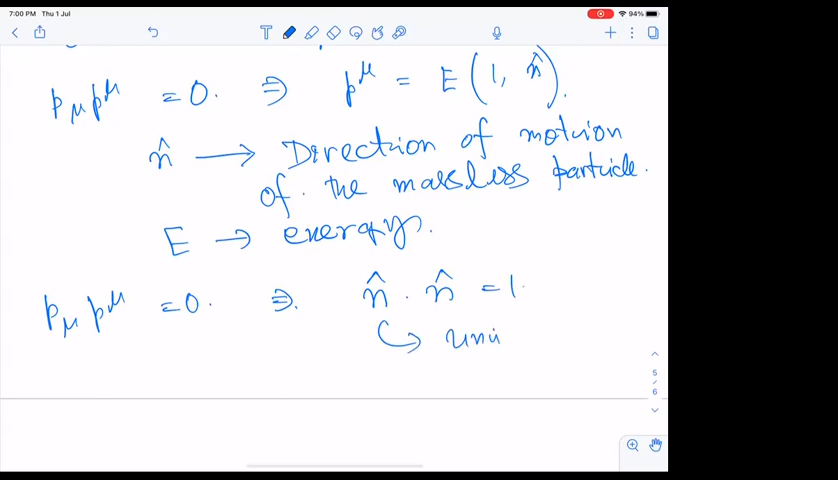 7:00 PM Thu 1 Jul
94%
p_μ p^μ = 0. ⇒ p^μ = E (1, n̂).
n̂ → Direction of motion
of the massless particle.
E → energy.
p_μ p^μ = 0. ⇒. n̂ . n̂ = 1.
↳ uni
5
/
6